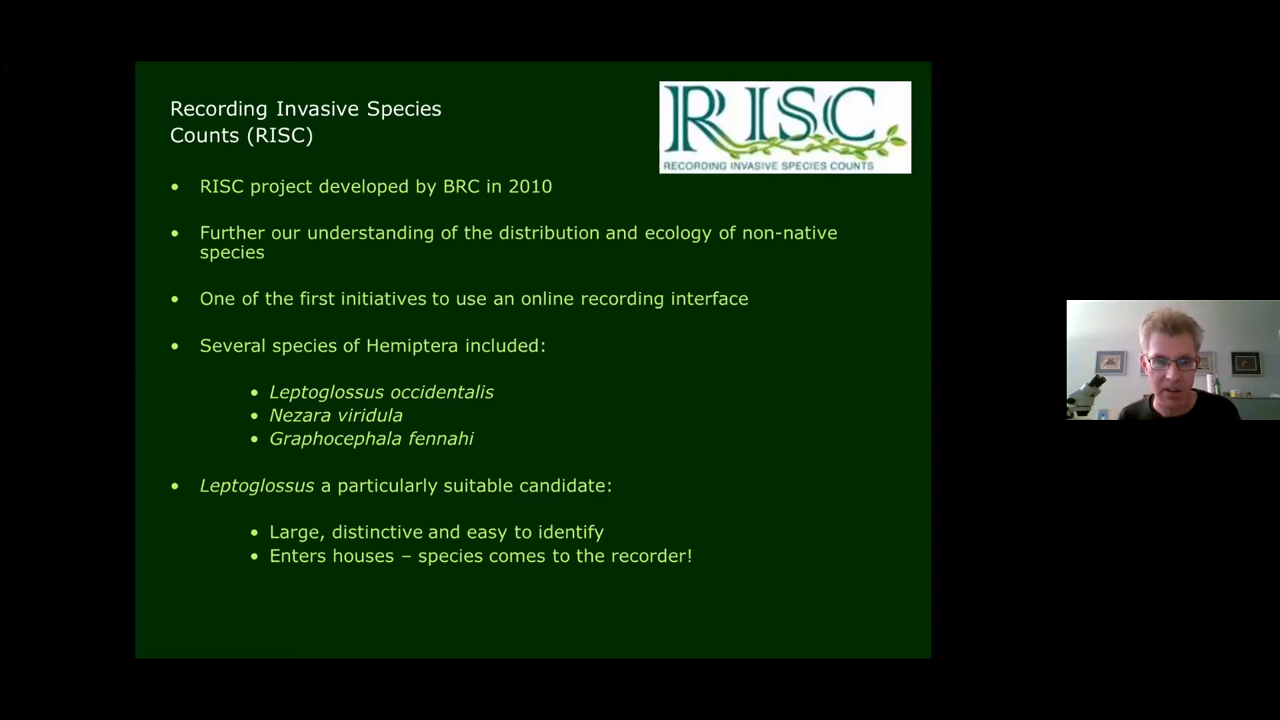 Recording Invasive Species
Counts (RISC)
RISC
RECORDING INVASIVE SPECIES COUNTS
• RISC project developed by BRC in 2010
• Further our understanding of the distribution and ecology of non-native
species
• One of the first initiatives to use an online recording interface
• Several species of Hemiptera included:
• Leptoglossus occidentalis
• Nezara viridula
• Graphocephala fennahi
• Leptoglossus a particularly suitable candidate:
• Large, distinctive and easy to identify
• Enters houses – species comes to the recorder!